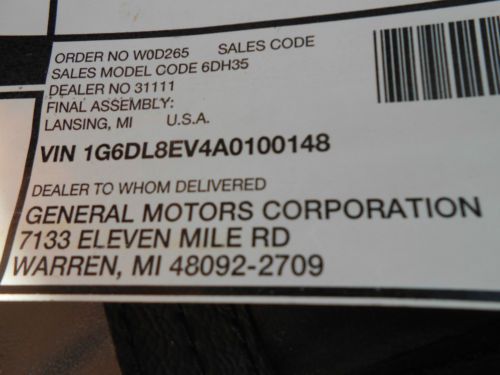 ORDER NO W0D265 SALES CODE
SALES MODEL CODE 6DH35
DEALER NO 31111
FINAL ASSEMBLY:
LANSING, MI U.S.A.
VIN 1G6DL8EV4A0100148
DEALER TO WHOM DELIVERED
GENERAL MOTORS CORPORATION
7133 ELEVEN MILE RD
WARREN, MI 48092-2709